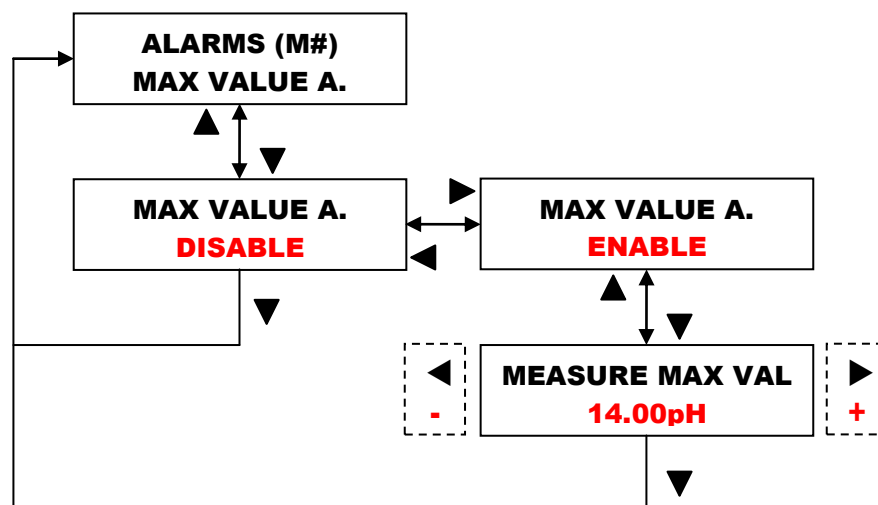 ALARMS (M#)
MAX VALUE A.
MAX VALUE A.
DISABLE
MAX VALUE A.
ENABLE
MEASURE MAX VAL
14.00pH
-
+